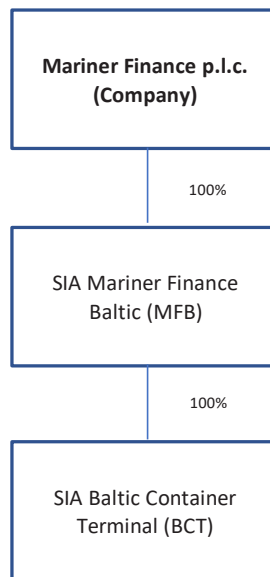 Mariner Finance p.l.c.
(Company)
100%
SIA Mariner Finance
Baltic (MFB)
100%
SIA Baltic Container
Terminal (BCT)